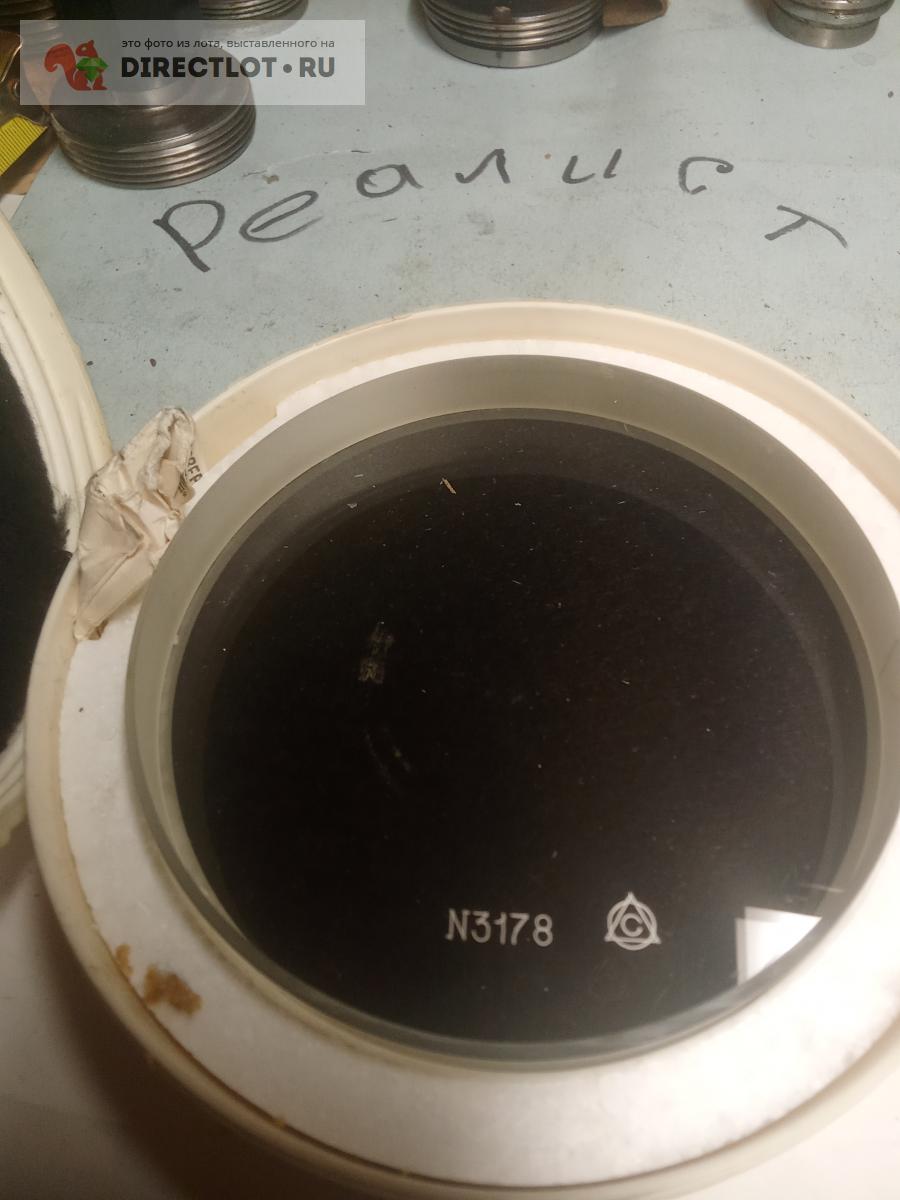 это фото из лота, выставленного на
DIRECTLOT•RU
Реалист
N3178 С